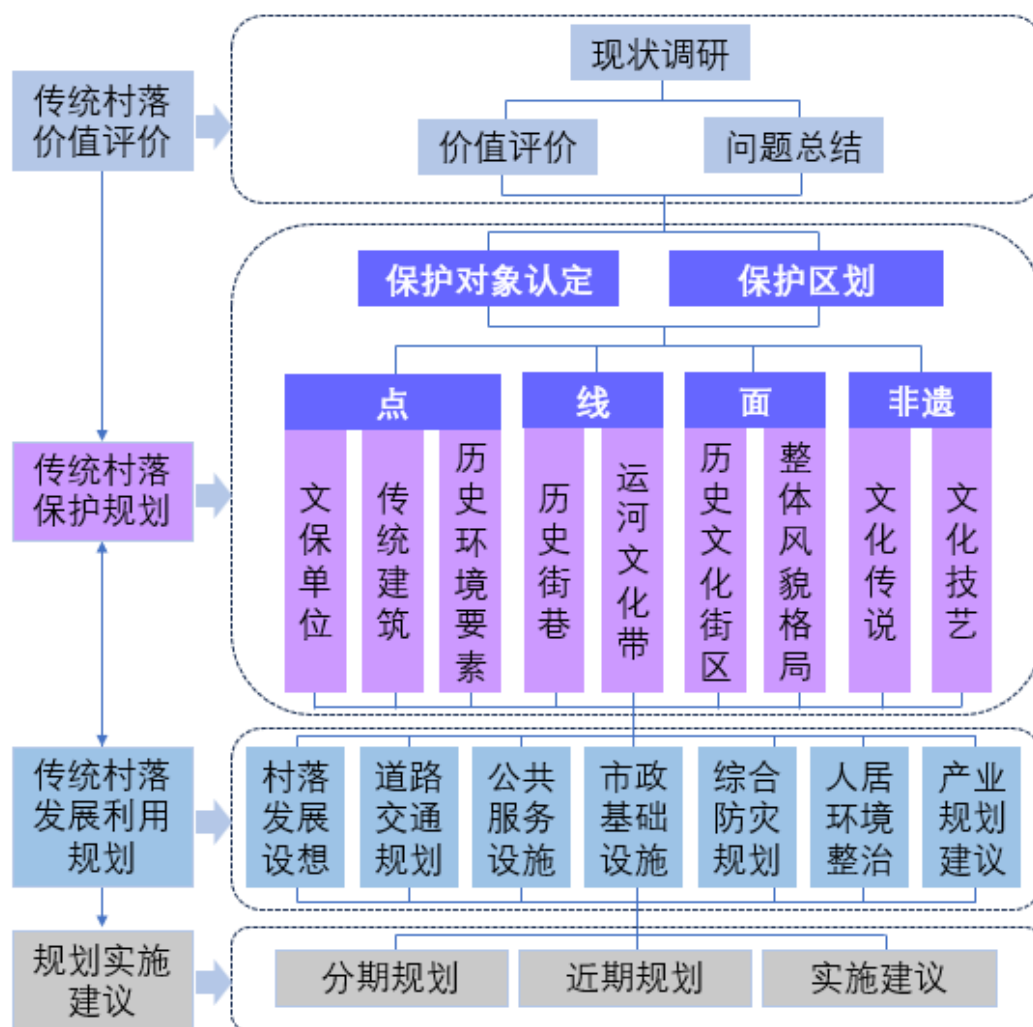 现状调研
传统村落
价值评价
价值评价
问题总结
保护对象认定
保护区划
点
线
面
非遗
传统村落
保护规划
文保单位
传统建筑
历史环境要素
历史街巷
运河文化带
历史文化街区
整体风貌格局
文化传说
文化技艺
传统村落
发展利用
规划
村落
发展
设想
道路
交通
规划
公共
服务
设施
市政
基础
设施
综合
防灾
规划
人居
环境
整治
产业
规划
建议
规划实施
建议
分期规划
近期规划
实施建议